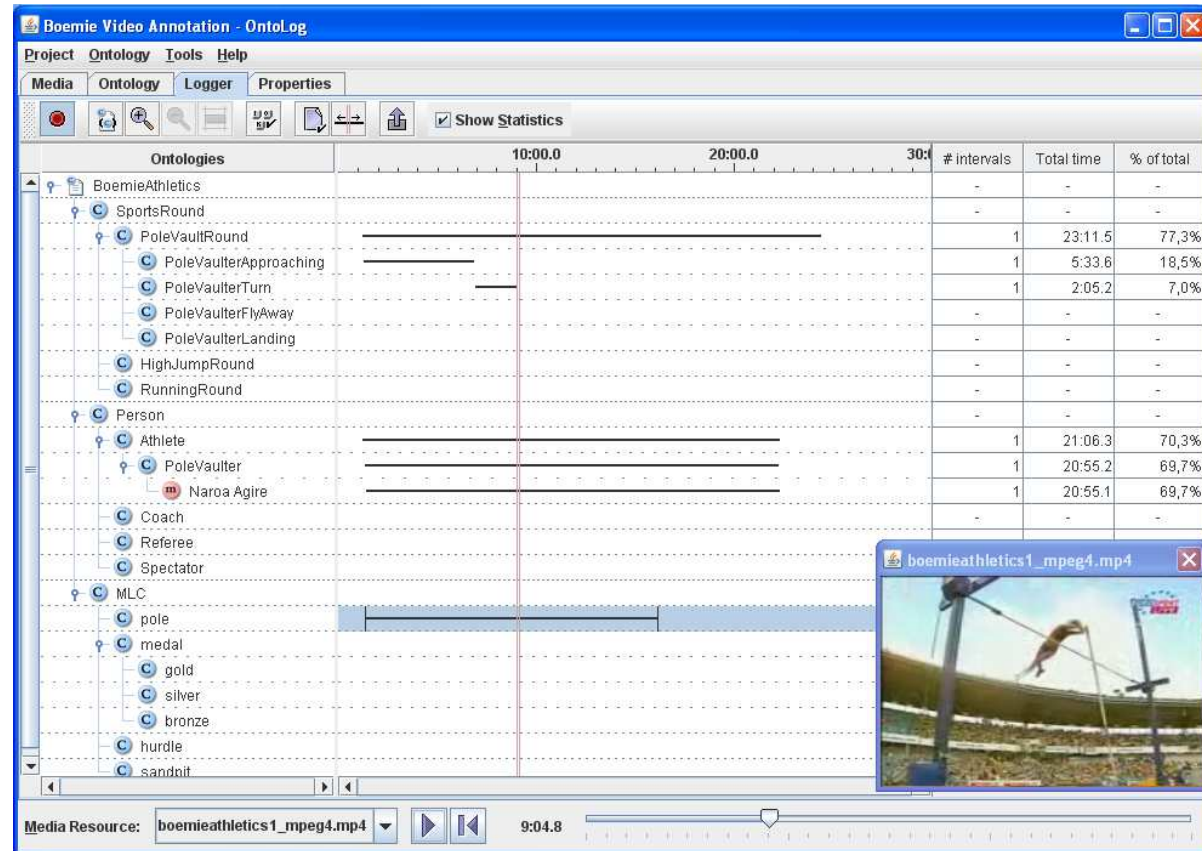 Boemie Video Annotation - OntoLog
Project Ontology Tools Help
Media Ontology Logger Properties
Show Statistics
Ontologies 10:00.0 20:00.0 30:0 # intervals Total time % of total
BoemieAthletics - - -
SportsRound - - -
PoleVaultRound 1 23:11.5 77,3%
PoleVaulterApproaching 1 5:33.6 18,5%
PoleVaulterTurn 1 2:05.2 7,0%
PoleVaulterFlyAway - - -
PoleVaulterLanding - - -
HighJumpRound - - -
RunningRound - - -
Person - - -
Athlete 1 21:06.3 70,3%
PoleVaulter 1 20:55.2 69,7%
Naroa Agire 1 20:55.1 69,7%
Coach - - -
Referee
Spectator
boemieathletics1_mpeg4.mp4
MLC
pole
medal
gold
silver
bronze
hurdle
sandpit
Media Resource: boemieathletics1_mpeg4.mp4 9:04.8